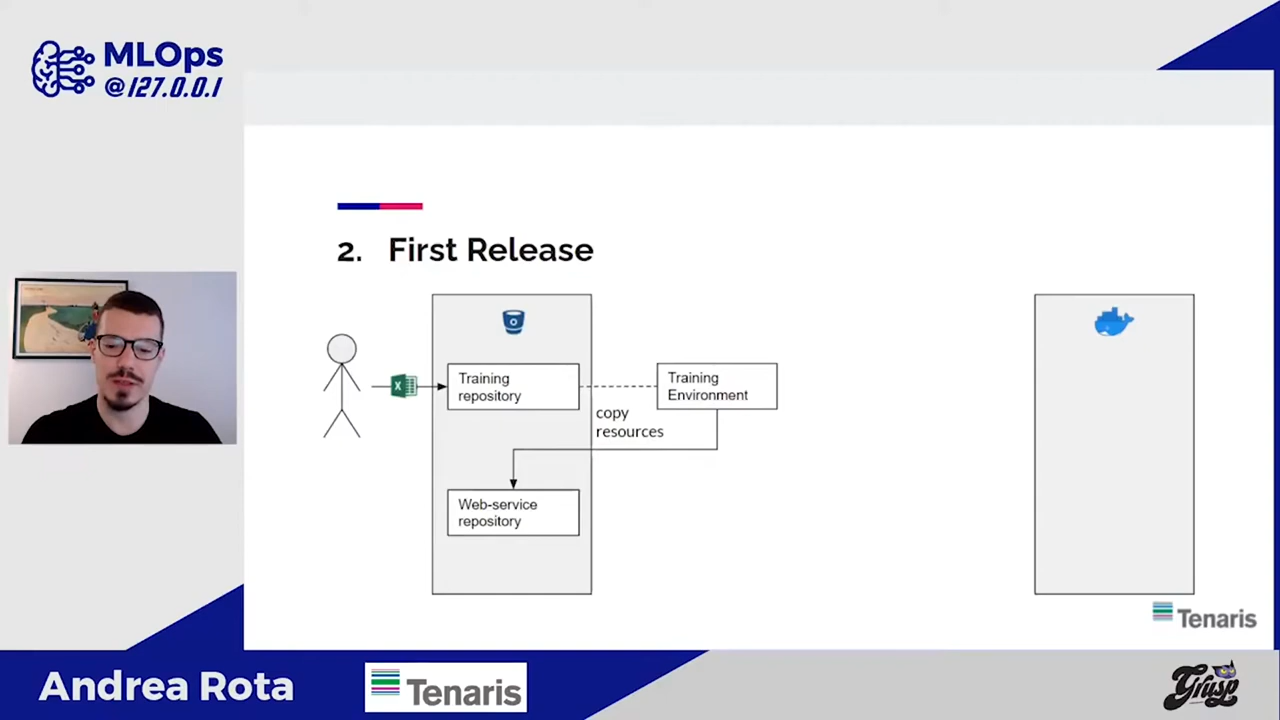 MLOps
@127.0.0.1
2. First Release
Training
repository
Training
Environment
copy
resources
Web-service
repository
Tenaris
Andrea Rota
Tenaris
Grusp